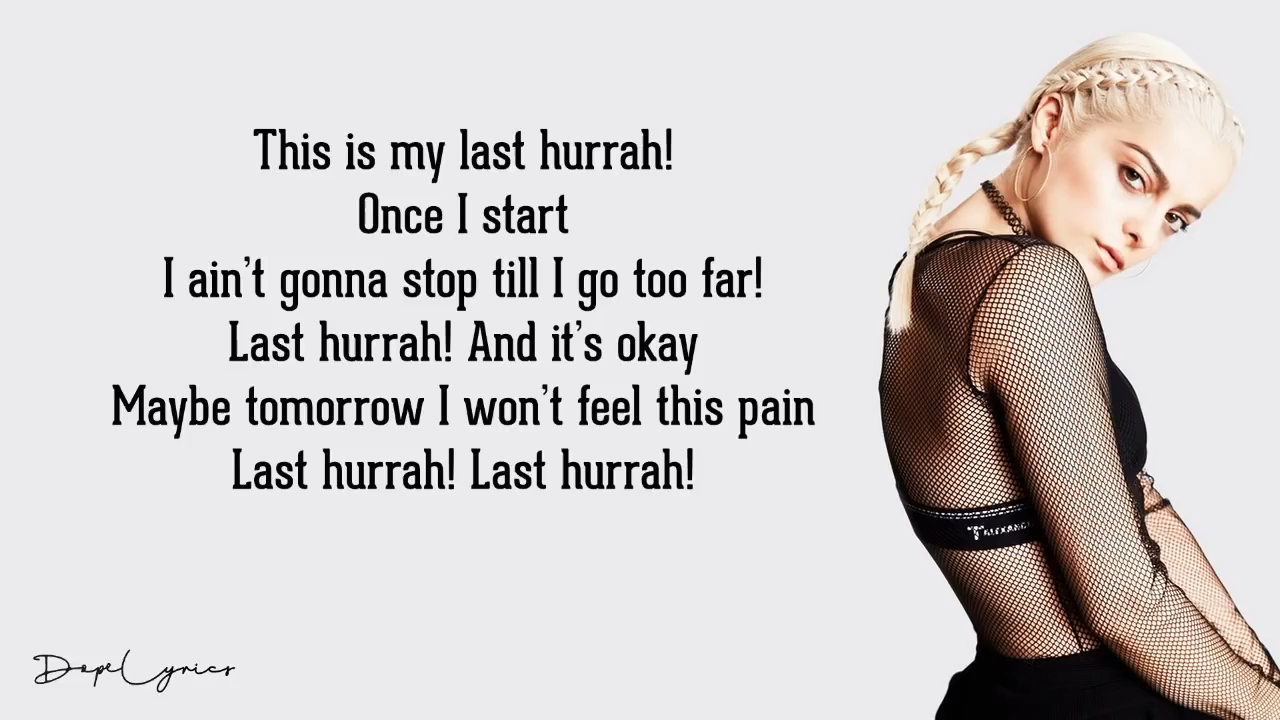 This is my last hurrah!
Once I start
I ain't gonna stop till I go too far!
Last hurrah! And it's okay
Maybe tomorrow I won't feel this pain
Last hurrah! Last hurrah!
DopeLyrics